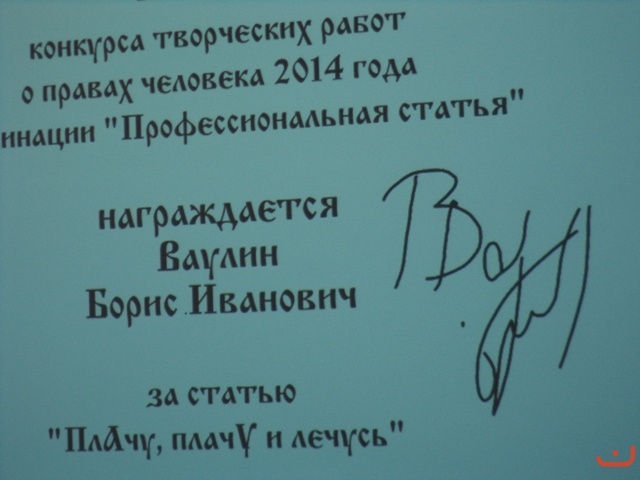 конкурса творческих работ
о правах человека 2014 года
инации "Профессиональная статья"
награждается
Ваулин
Борис Иванович
за статью
"ПлАчу, плачУ и лечусь"